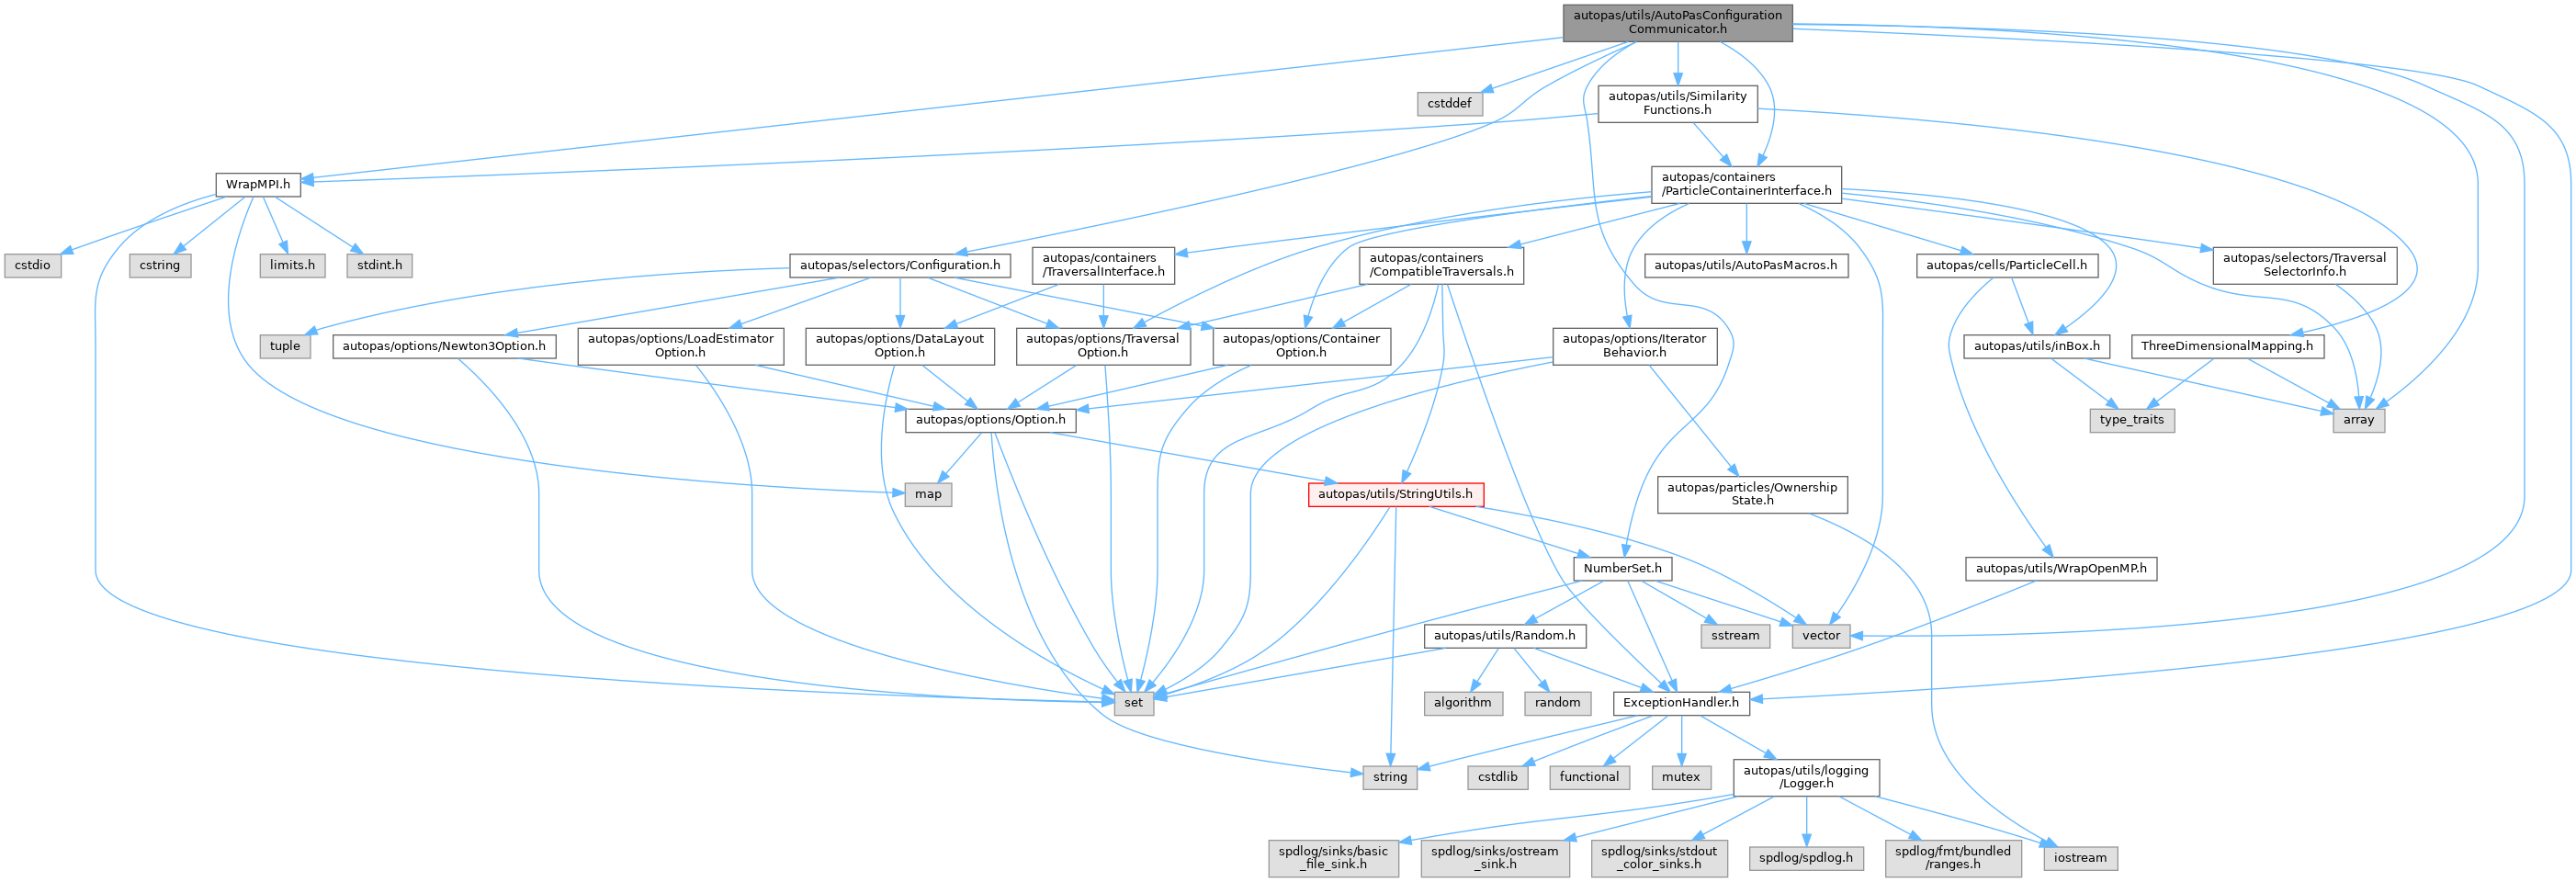 autopas/utils/AutoPasConfiguration
Communicator.h
cstddef
autopas/utils/Similarity
Functions.h
WrapMPI.h
autopas/containers
/ParticleContainerInterface.h
cstdio
cstring
limits.h
stdint.h
autopas/selectors/Configuration.h
autopas/containers
/TraversalInterface.h
autopas/containers
/CompatibleTraversals.h
autopas/utils/AutoPasMacros.h
autopas/cells/ParticleCell.h
autopas/selectors/Traversal
SelectorInfo.h
tuple
autopas/options/Newton3Option.h
autopas/options/LoadEstimator
Option.h
autopas/options/DataLayout
Option.h
autopas/options/Traversal
Option.h
autopas/options/Container
Option.h
autopas/options/Iterator
Behavior.h
autopas/utils/inBox.h
ThreeDimensionalMapping.h
autopas/options/Option.h
type_traits
array
map
autopas/utils/StringUtils.h
autopas/particles/Ownership
State.h
NumberSet.h
autopas/utils/WrapOpenMP.h
autopas/utils/Random.h
sstream
vector
set
algorithm
random
ExceptionHandler.h
string
cstdlib
functional
mutex
autopas/utils/logging
/Logger.h
spdlog/sinks/basic
_file_sink.h
spdlog/sinks/ostream
_sink.h
spdlog/sinks/stdout
_color_sinks.h
spdlog/spdlog.h
spdlog/fmt/bundled
/ranges.h
iostream